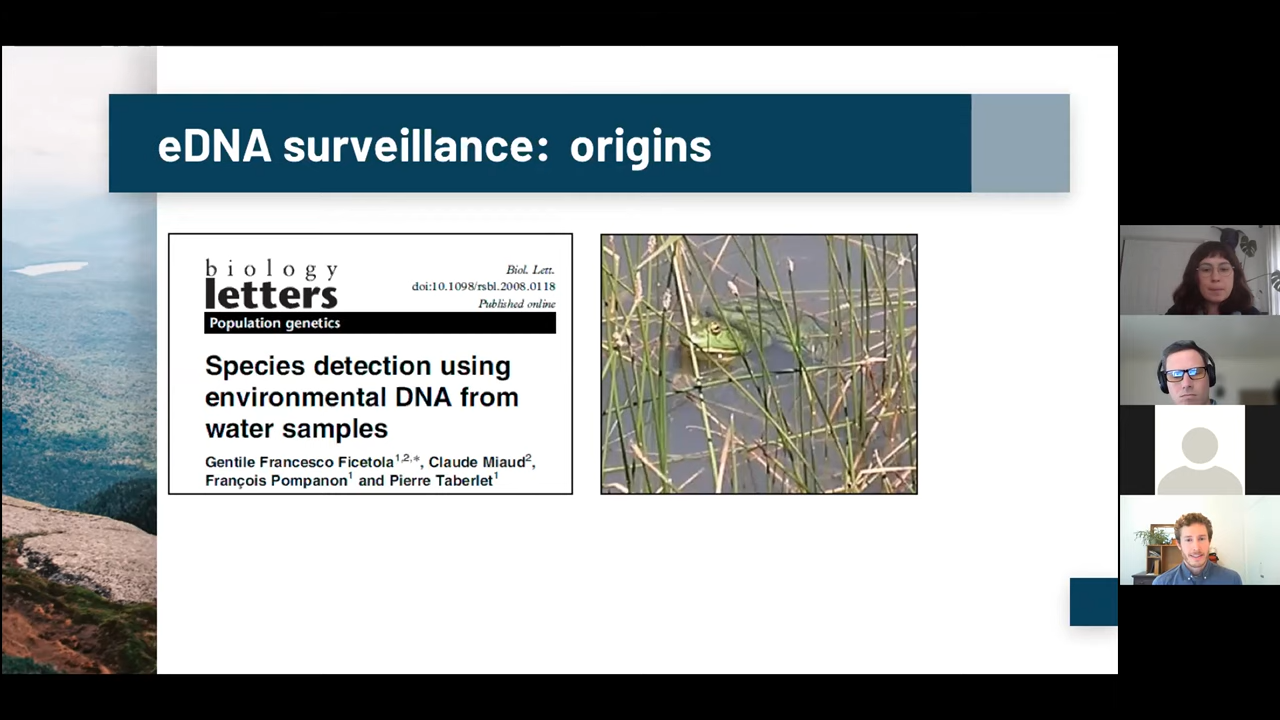 eDNA surveillance: origins
biology
letters
Biol. Lett.
doi:10.1098/rsbl.2008.0118
Published online
Population genetics
Species detection using
environmental DNA from
water samples
Gentile Francesco Ficetola1,2,*, Claude Miaud2,
François Pompanon1 and Pierre Taberlet1